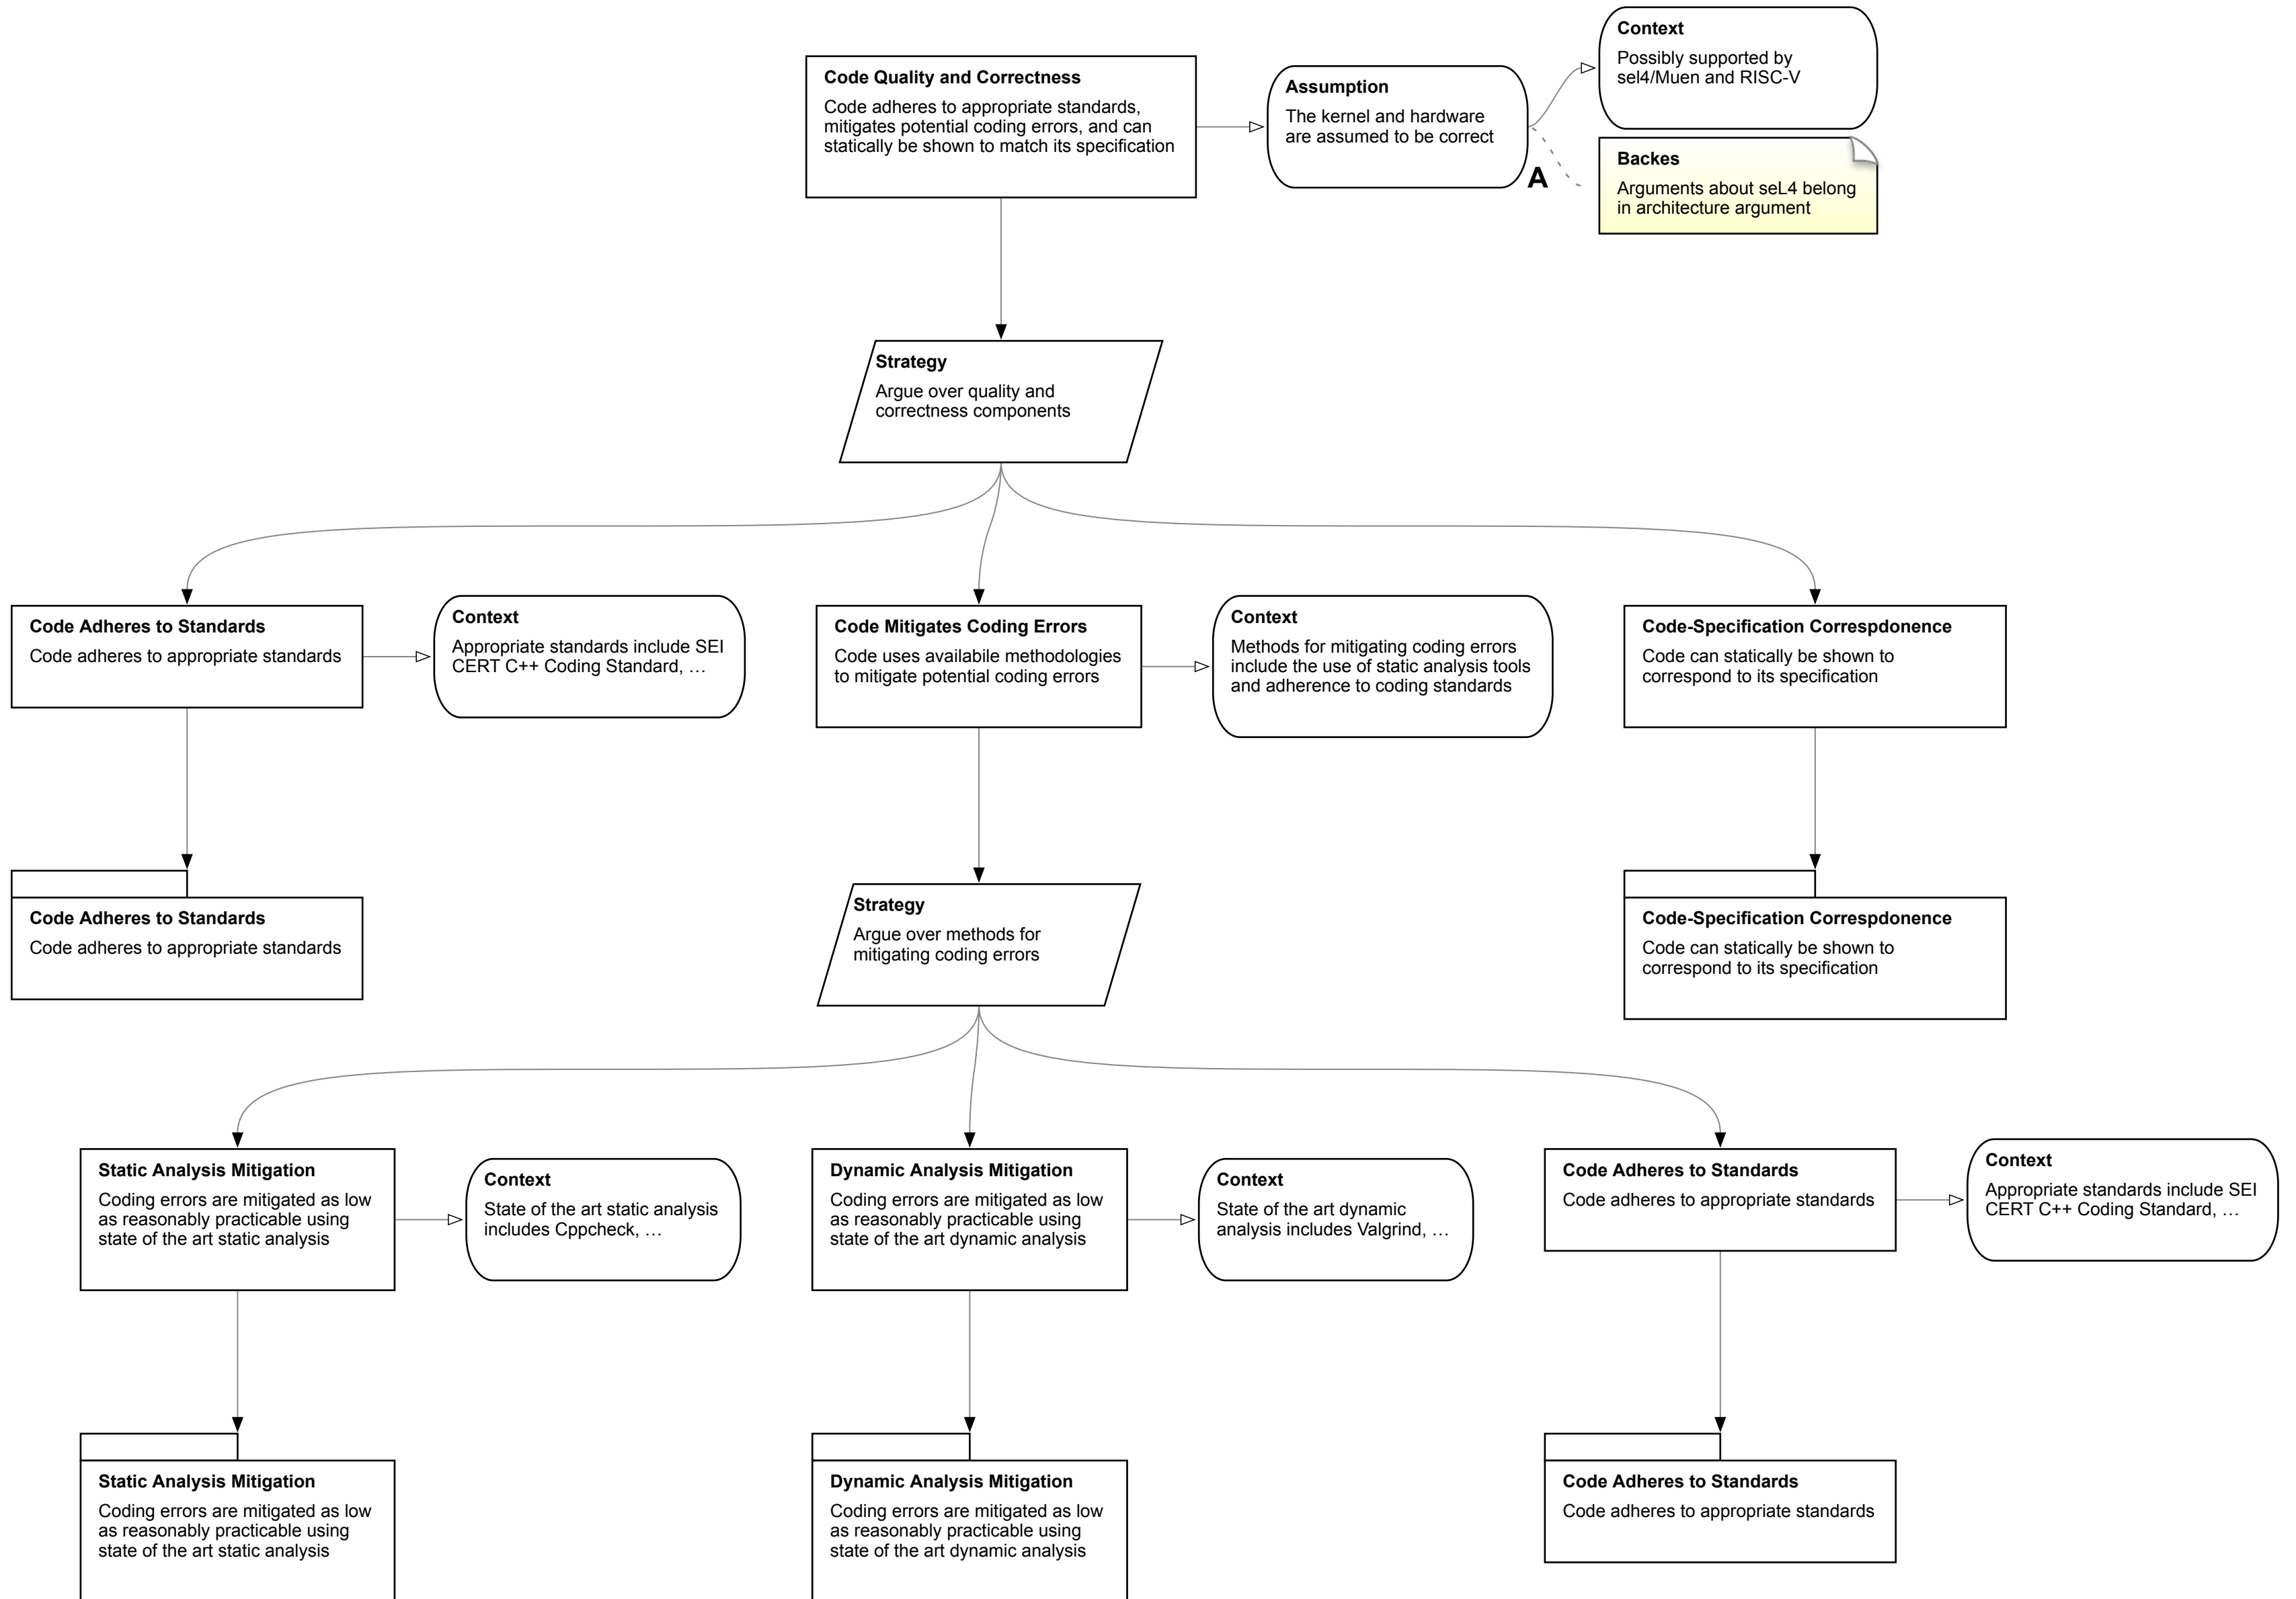 Context
Possibly supported by
sel4/Muen and RISC-V
Code Quality and Correctness
Code adheres to appropriate standards,
mitigates potential coding errors, and can
statically be shown to match its specification
Assumption
The kernel and hardware
are assumed to be correct
A
Backes
Arguments about seL4 belong
in architecture argument
Strategy
Argue over quality and
correctness components
Code Adheres to Standards
Code adheres to appropriate standards
Context
Appropriate standards include SEI
CERT C++ Coding Standard, …
Code Mitigates Coding Errors
Code uses availabile methodologies
to mitigate potential coding errors
Context
Methods for mitigating coding errors
include the use of static analysis tools
and adherence to coding standards
Code-Specification Correspdonence
Code can statically be shown to
correspond to its specification
Code Adheres to Standards
Code adheres to appropriate standards
Strategy
Argue over methods for
mitigating coding errors
Code-Specification Correspdonence
Code can statically be shown to
correspond to its specification
Static Analysis Mitigation
Coding errors are mitigated as low
as reasonably practicable using
state of the art static analysis
Context
State of the art static analysis
includes Cppcheck, …
Dynamic Analysis Mitigation
Coding errors are mitigated as low
as reasonably practicable using
state of the art dynamic analysis
Context
State of the art dynamic
analysis includes Valgrind, …
Code Adheres to Standards
Code adheres to appropriate standards
Context
Appropriate standards include SEI
CERT C++ Coding Standard, …
Static Analysis Mitigation
Coding errors are mitigated as low
as reasonably practicable using
state of the art static analysis
Dynamic Analysis Mitigation
Coding errors are mitigated as low
as reasonably practicable using
state of the art dynamic analysis
Code Adheres to Standards
Code adheres to appropriate standards